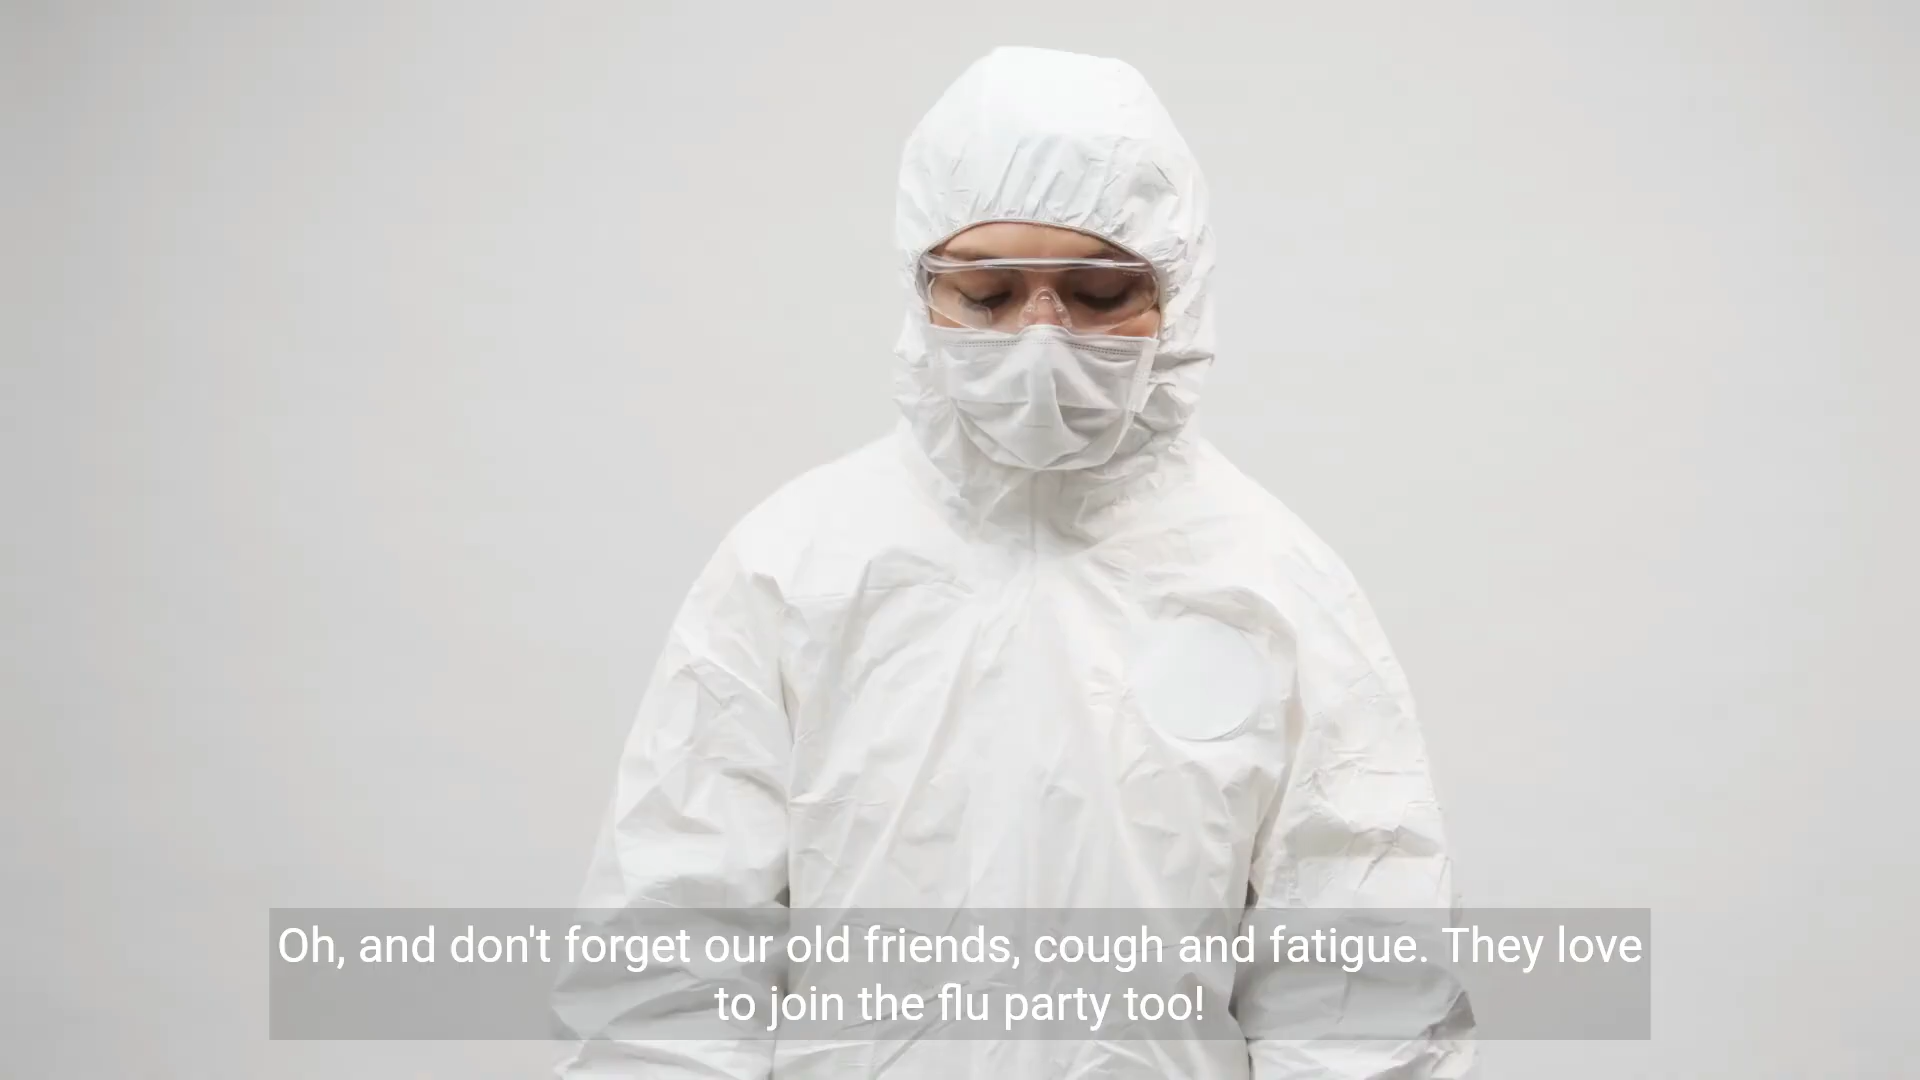 Oh, and don't forget our old friends, cough and fatigue. They love
to join the flu party too!